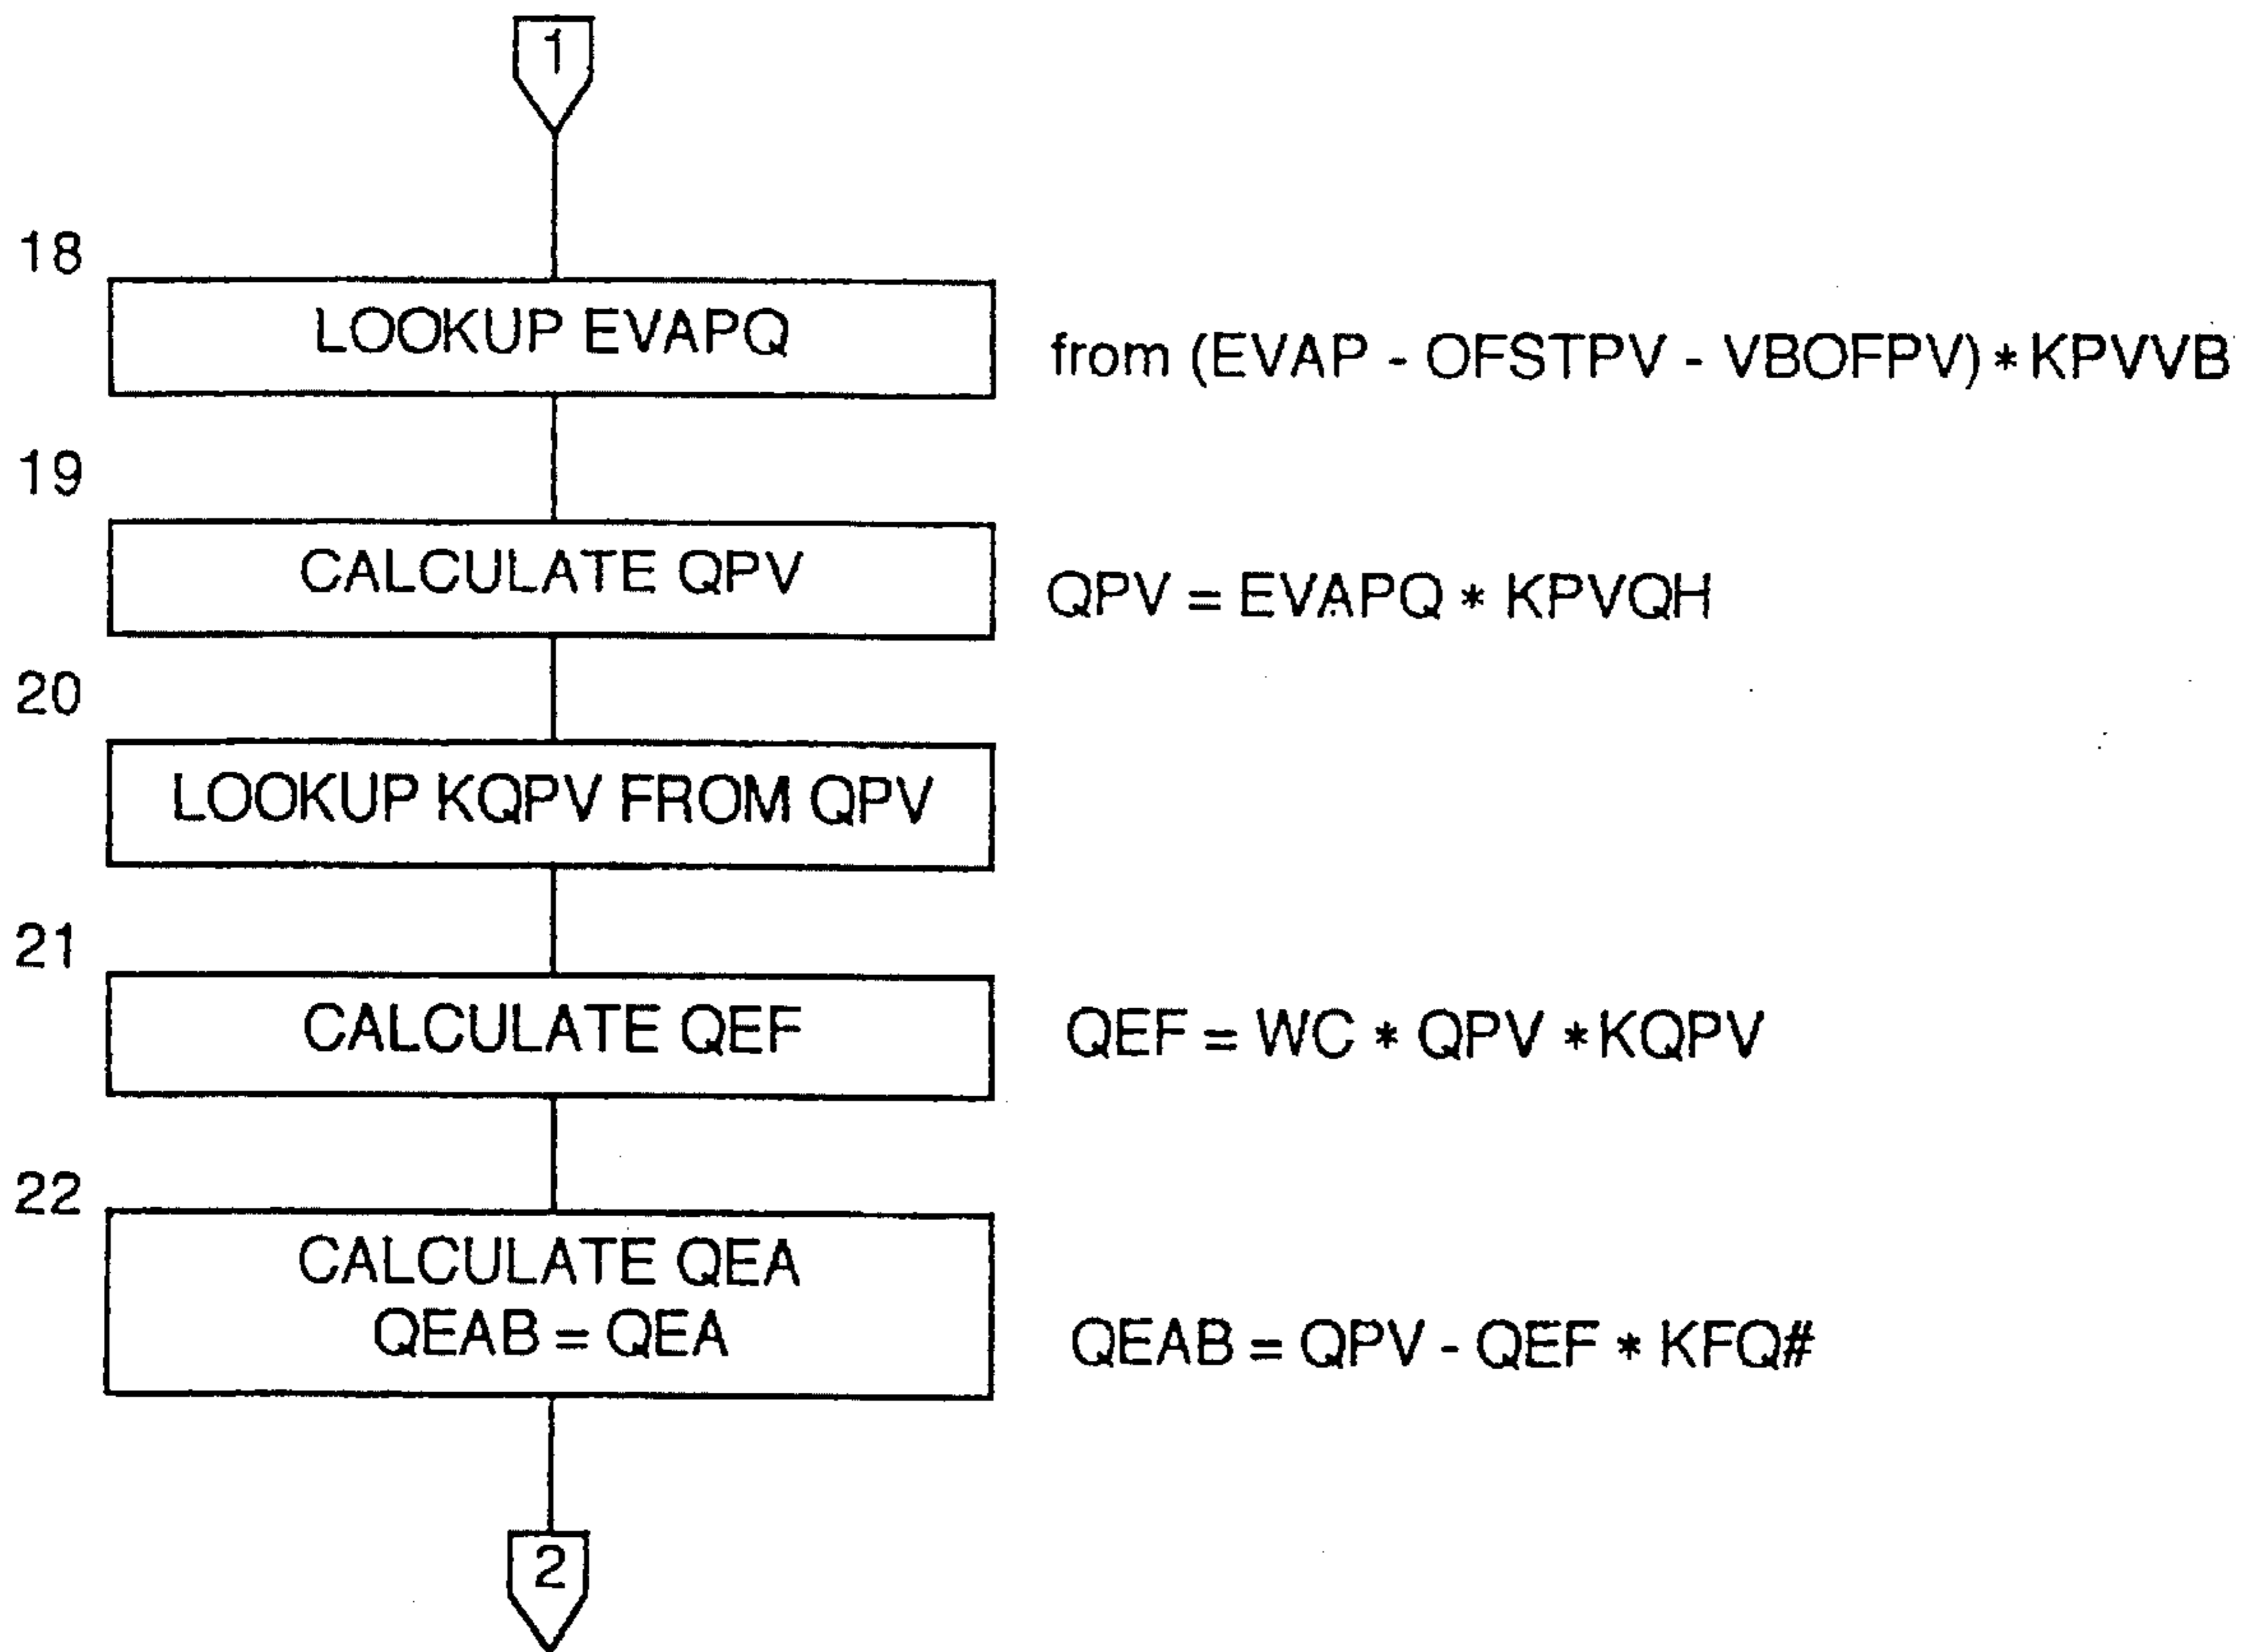 1
18
LOOKUP EVAPQ
from (EVAP - OFSTPV - VBOFPV) * KPVVB
19
CALCULATE QPV
QPV = EVAPQ * KPVQH
20
LOOKUP KQPV FROM QPV
21
CALCULATE QEF
QEF = WC * QPV * KQPV
22
CALCULATE QEA
QEAB = QEA
QEAB = QPV - QEF * KFQ#
2